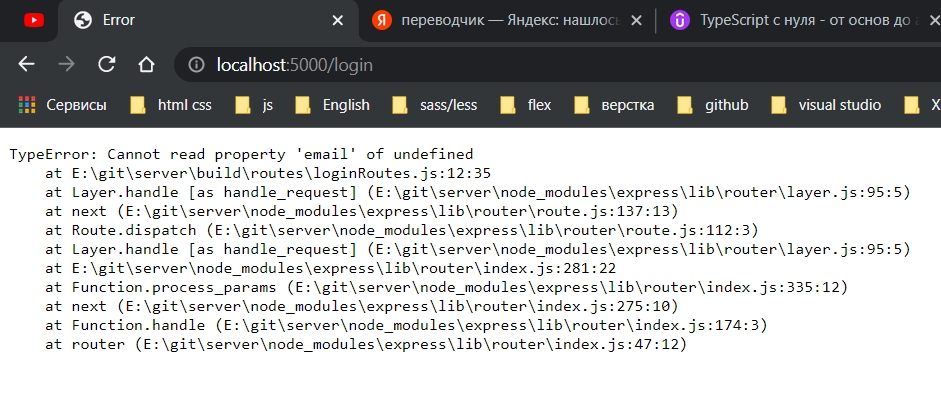 Error
переводчик — Яндекс: нашлось
TypeScript с нуля - от основ до а
localhost:5000/login
Сервисы html css js English sass/less flex верстка github visual studio X
TypeError: Cannot read property 'email' of undefined
at E:\git\server\build\routes\loginRoutes.js:12:35
at Layer.handle [as handle_request] (E:\git\server\node_modules\express\lib\router\layer.js:95:5)
at next (E:\git\server\node_modules\express\lib\router\route.js:137:13)
at Route.dispatch (E:\git\server\node_modules\express\lib\router\route.js:112:3)
at Layer.handle [as handle_request] (E:\git\server\node_modules\express\lib\router\layer.js:95:5)
at E:\git\server\node_modules\express\lib\router\index.js:281:22
at Function.process_params (E:\git\server\node_modules\express\lib\router\index.js:335:12)
at next (E:\git\server\node_modules\express\lib\router\index.js:275:10)
at Function.handle (E:\git\server\node_modules\express\lib\router\index.js:174:3)
at router (E:\git\server\node_modules\express\lib\router\index.js:47:12)